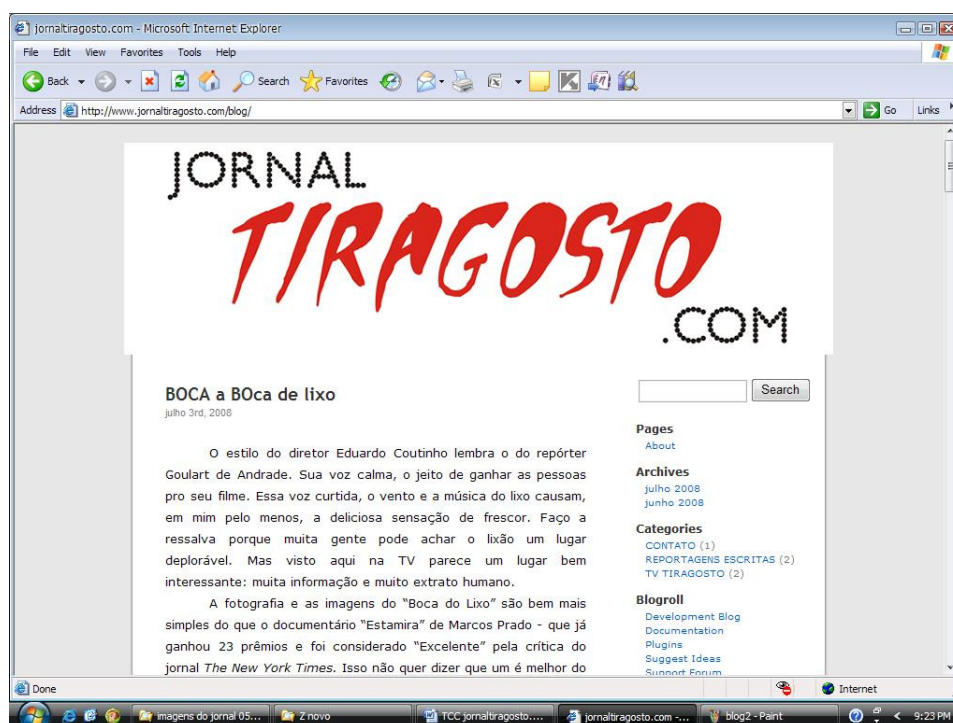 jornaltiragosto.com - Microsoft Internet Explorer
File Edit View Favorites Tools Help
Back Search Favorites
Address http://www.jornaltiragosto.com/blog/ Go Links
JORNAL
TIRAGOSTO
.COM
BOCA a BOca de lixo
julho 3rd, 2008
O estilo do diretor Eduardo Coutinho lembra o do repórter
Goulart de Andrade. Sua voz calma, o jeito de ganhar as pessoas
pro seu filme. Essa voz curtida, o vento e a música do lixo causam,
em mim pelo menos, a deliciosa sensação de frescor. Faço a
ressalva porque muita gente pode achar o lixão um lugar
deplorável. Mas visto aqui na TV parece um lugar bem
interessante: muita informação e muito extrato humano.
A fotografia e as imagens do “Boca do Lixo” são bem mais
simples do que o documentário “Estamira” de Marcos Prado - que já
ganhou 23 prêmios e foi considerado “Excelente” pela crítica do
jornal The New York Times. Isso não quer dizer que um é melhor do
Search
Pages
About
Archives
julho 2008
junho 2008
Categories
CONTATO (1)
REPORTAGENS ESCRITAS (2)
TV TIRAGOSTO (2)
Blogroll
Development Blog
Documentation
Plugins
Suggest Ideas
Support Forum
Done Internet
imagens do jornal 05... Z novo TCC jornaltiragosto.... jornaltiragosto.com -... blog2 - Paint 9:23 PM